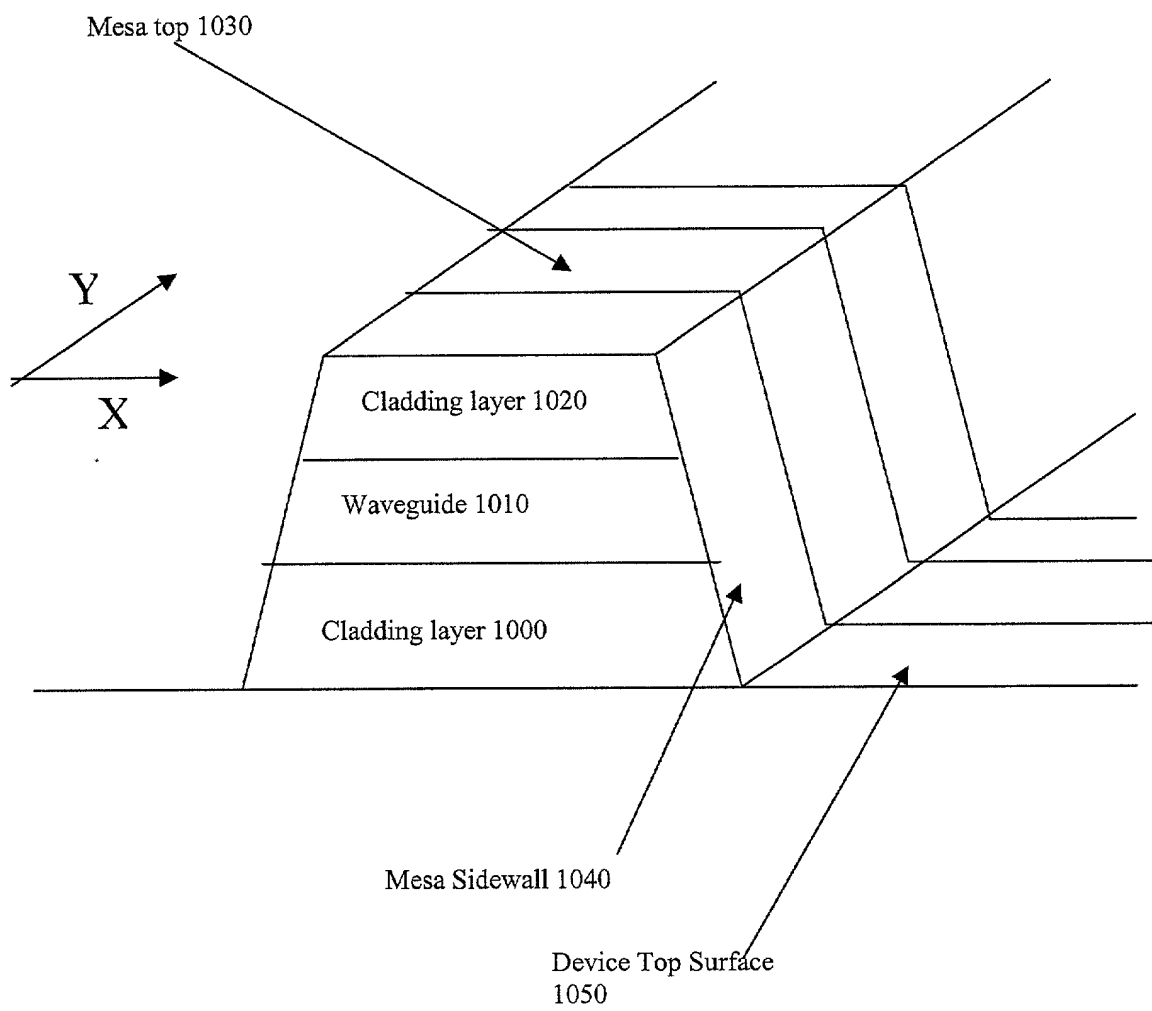 Mesa top 1030
Y
X
Cladding layer 1020
Waveguide 1010
Cladding layer 1000
Mesa Sidewall 1040
Device Top Surface
1050